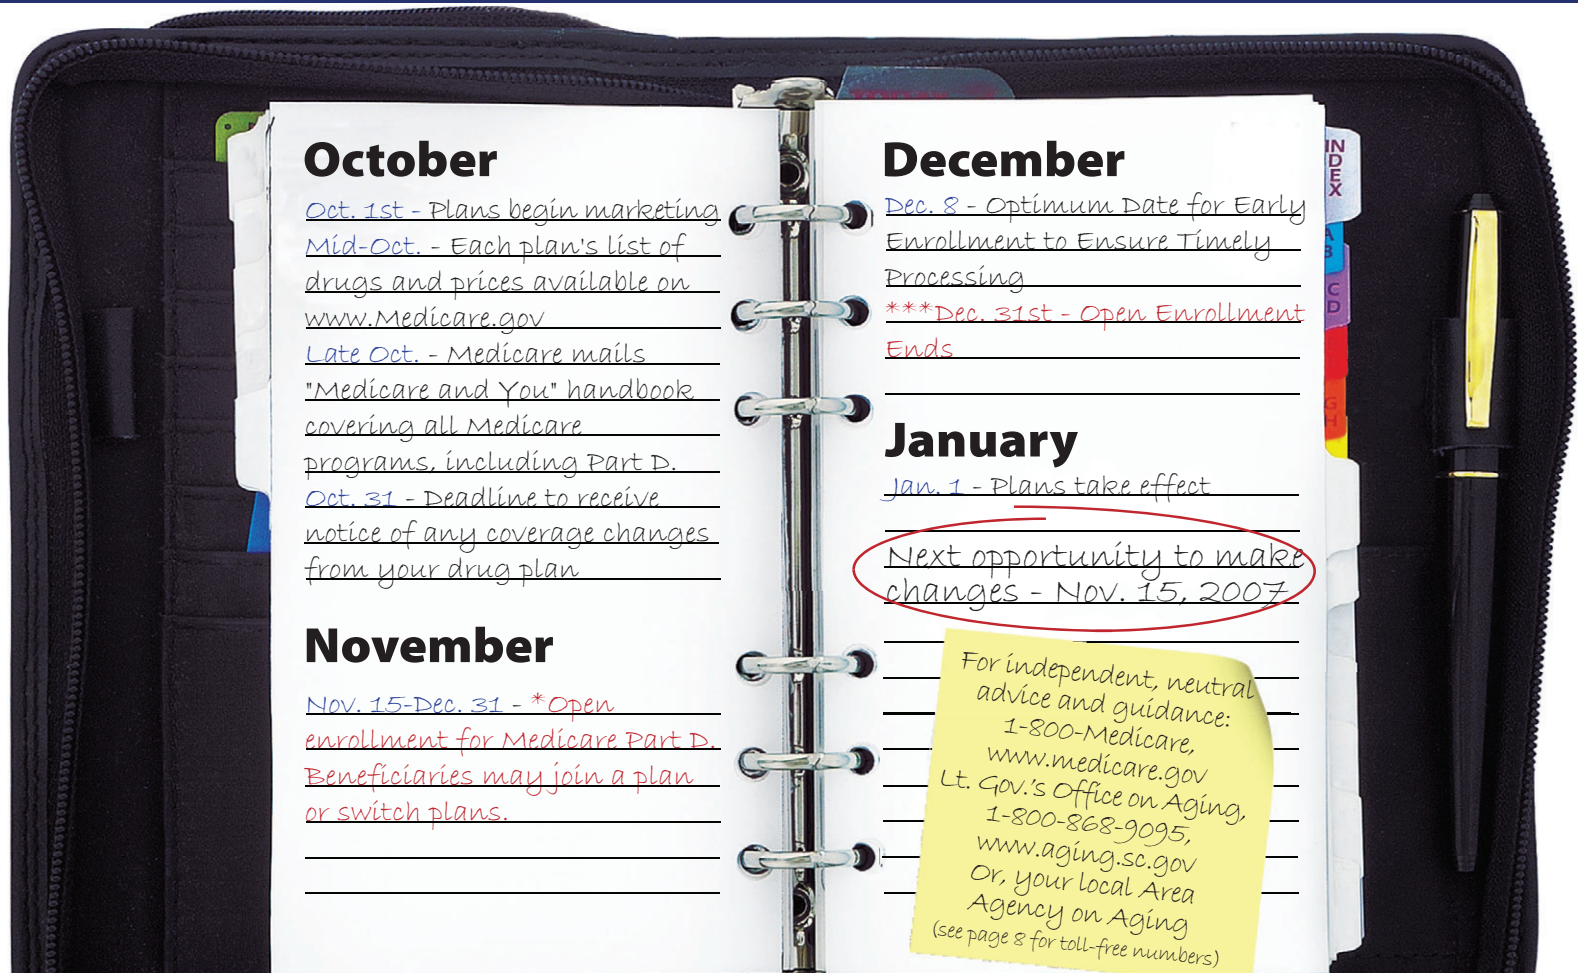 October
Oct. 1st - Plans begin marketing
Mid-Oct. - Each plan's list of
drugs and prices available on
www.Medicare.gov
Late Oct. - Medicare mails
"Medicare and You" handbook
covering all Medicare
programs, including Part D.
Oct. 31 - Deadline to receive
notice of any coverage changes
from your drug plan
November
Nov. 15-Dec. 31 - *Open
enrollment for Medicare Part D.
Beneficiaries may join a plan
or switch plans.
December
Dec. 8 - Optimum Date for Early
Enrollment to Ensure Timely
Processing
***Dec. 31st - Open Enrollment
Ends
January
Jan. 1 - Plans take effect
Next opportunity to make
changes - Nov. 15, 2007
For independent, neutral
advice and guidance:
1-800-Medicare,
www.medicare.gov
Lt. Gov.'s Office on Aging,
1-800-868-9095,
www.aging.sc.gov
Or, your local Area
Agency on Aging
(see page 8 for toll-free numbers)
INDEX
A
B
C
D
G
H